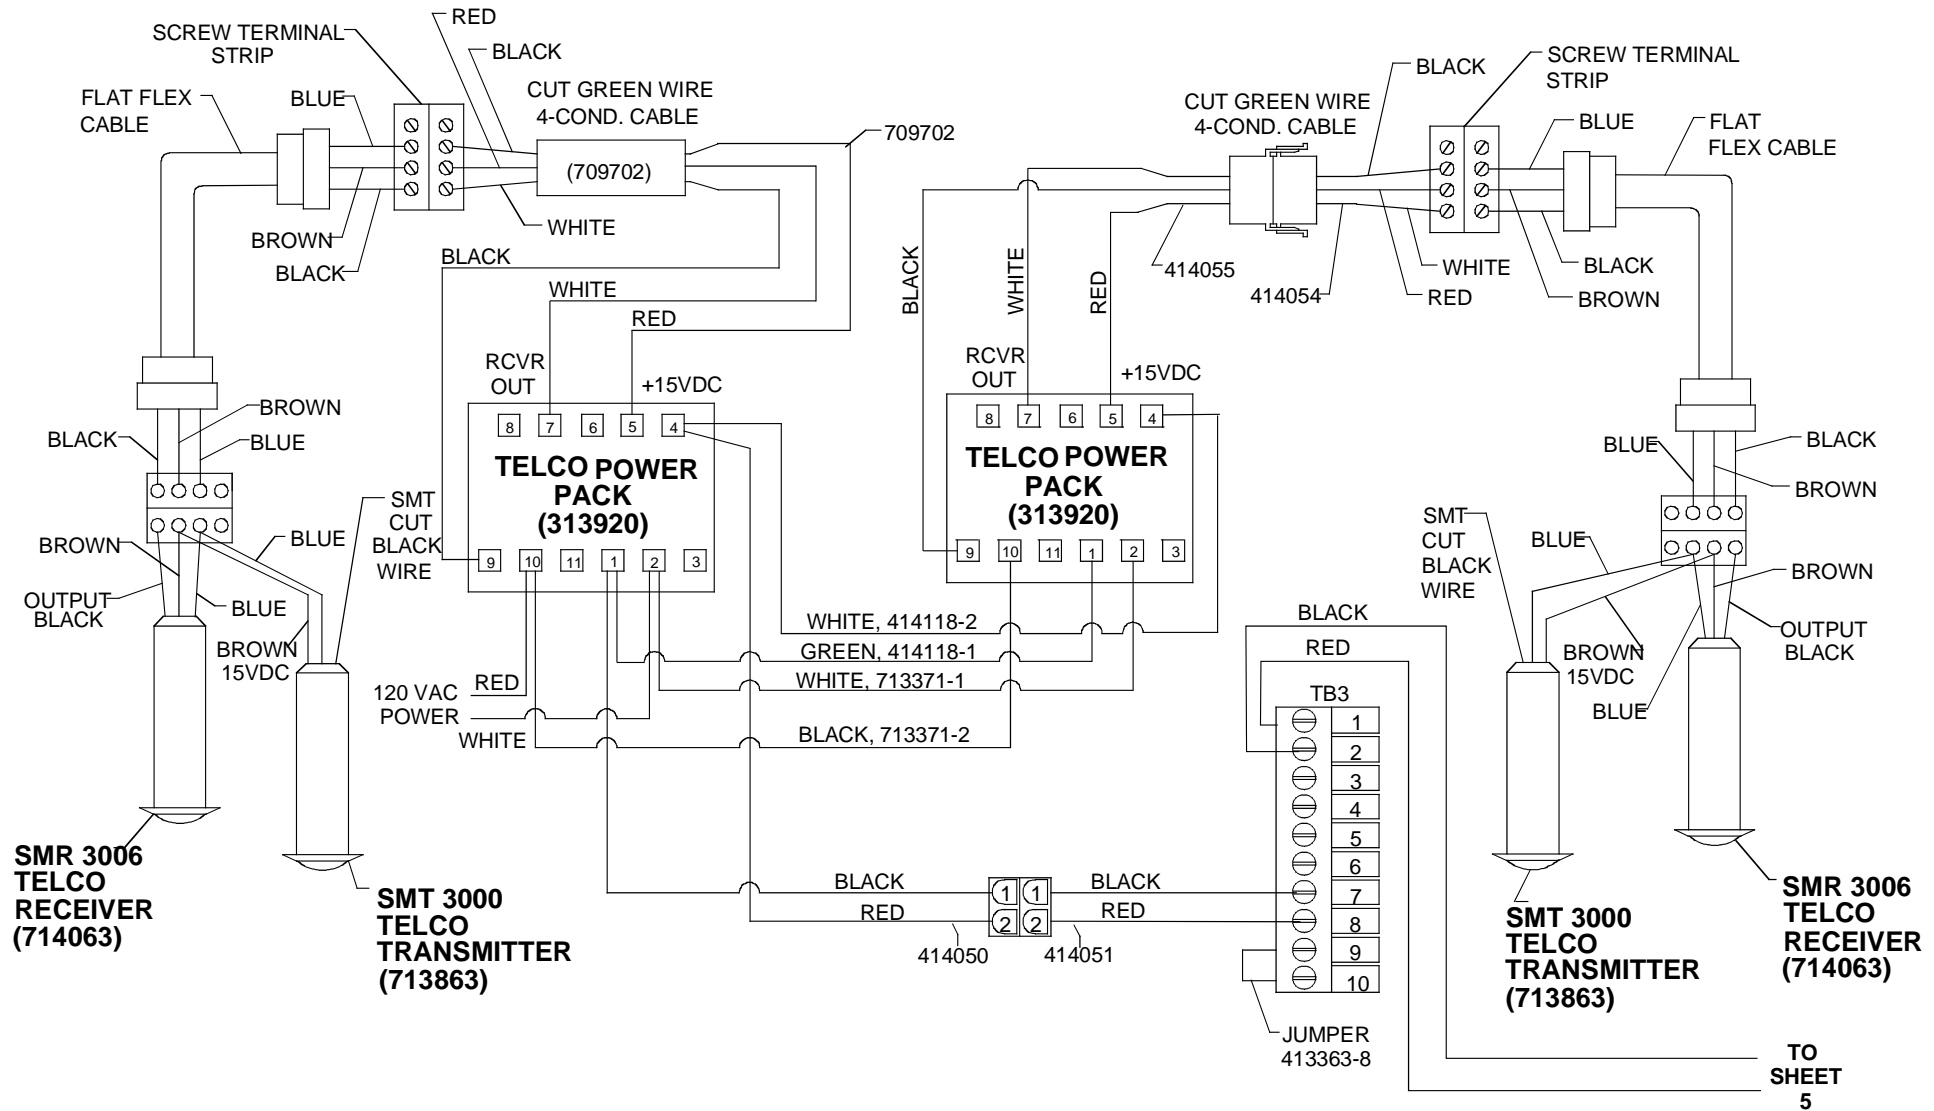 RED
BLACK
SCREW TERMINAL
STRIP
CUT GREEN WIRE
4-COND. CABLE
FLAT FLEX
CABLE
BLUE
709702
(709702)
BROWN
BLACK
WHITE
BLACK
WHITE
RED
RCVR
OUT
+15VDC
8
7
6
5
4
TELCO POWER
PACK
(313920)
9
10
11
1
2
3
BROWN
BLACK
BLUE
SMT
CUT
BLACK
WIRE
BROWN
BLUE
OUTPUT
BLACK
BLUE
BROWN
15VDC
120 VAC
POWER
RED
WHITE
SMR 3006
TELCO
RECEIVER
(714063)
SMT 3000
TELCO
TRANSMITTER
(713863)
BLACK
SCREW TERMINAL
STRIP
CUT GREEN WIRE
4-COND. CABLE
BLUE
FLAT
FLEX CABLE
BLACK
WHITE
RED
414055
414054
WHITE
RED
BLACK
BROWN
RCVR
OUT
+15VDC
8
7
6
5
4
TELCO POWER
PACK
(313920)
9
10
11
1
2
3
WHITE, 414118-2
GREEN, 414118-1
WHITE, 713371-1
BLACK, 713371-2
BLACK
RED
TB3
1
2
3
4
5
6
7
8
9
10
BLACK
RED
1
1
2
2
BLACK
RED
414050
414051
JUMPER
413363-8
BLUE
BLACK
BROWN
SMT
CUT
BLACK
WIRE
BLUE
BROWN
OUTPUT
BLACK
BROWN
15VDC
BLUE
SMT 3000
TELCO
TRANSMITTER
(713863)
SMR 3006
TELCO
RECEIVER
(714063)
TO
SHEET
5